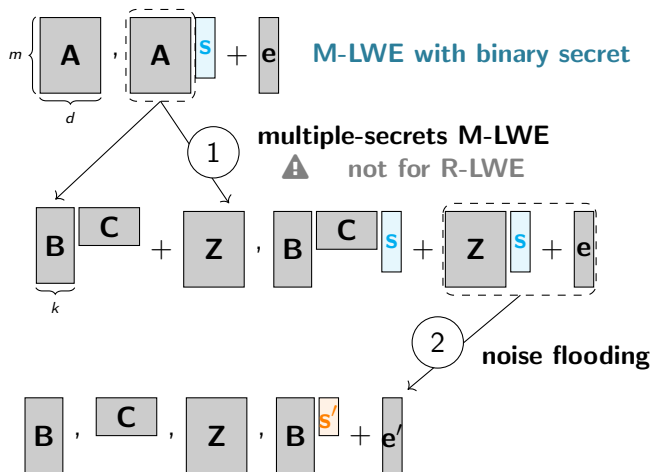 m A , A s + e M-LWE with binary secret
d
1 multiple-secrets M-LWE
! not for R-LWE
B C + Z , B C s + Z s + e
k
2 noise flooding
B , C , Z , B s′ + e′